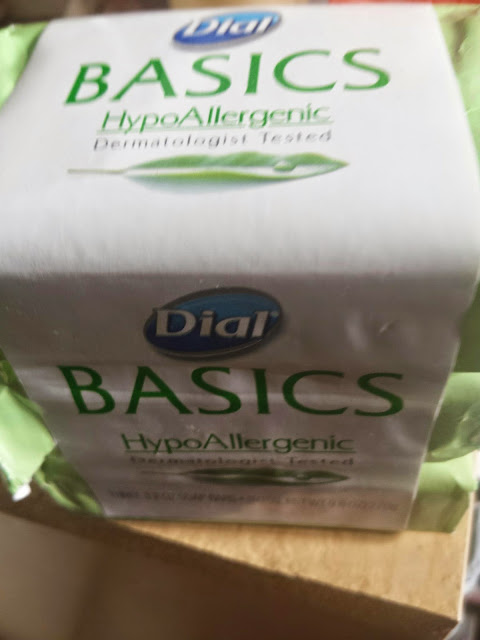 Dial
BASICS
HypoAllergenic
Dermatologist Tested
Dial
BASICS
HypoAllergenic
Dermatologist Tested